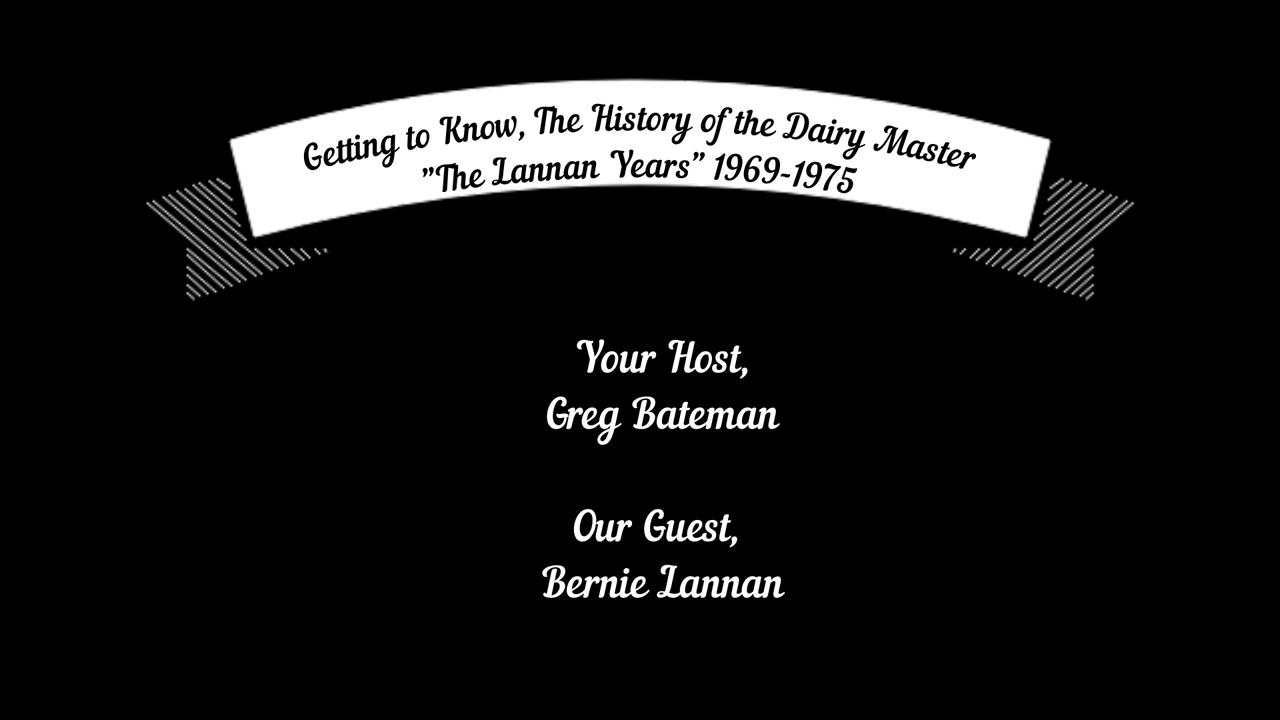 Getting to Know, The History of the Dairy Master
"The Lannan Years" 1969-1975
Your Host,
Greg Bateman
Our Guest,
Bernie Lannan